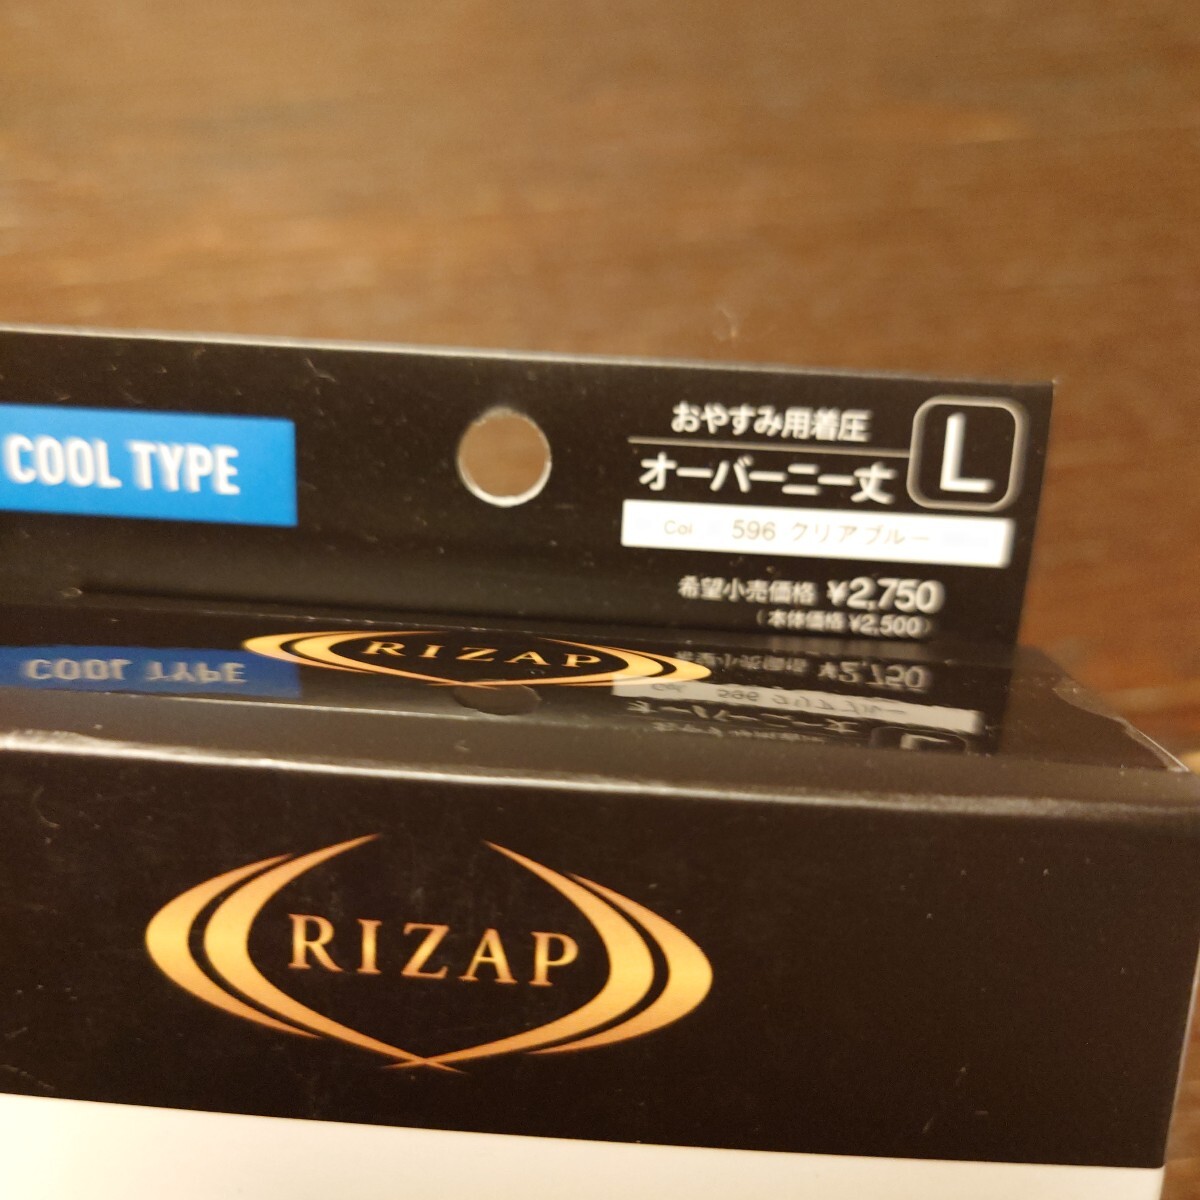 COOL TYPE
おやすみ用着圧
オーバーニー丈
L
Col 596 クリアブルー
希望小売価格 ¥2,750
(本体価格 ¥2,500)
RIZAP
RIZAP